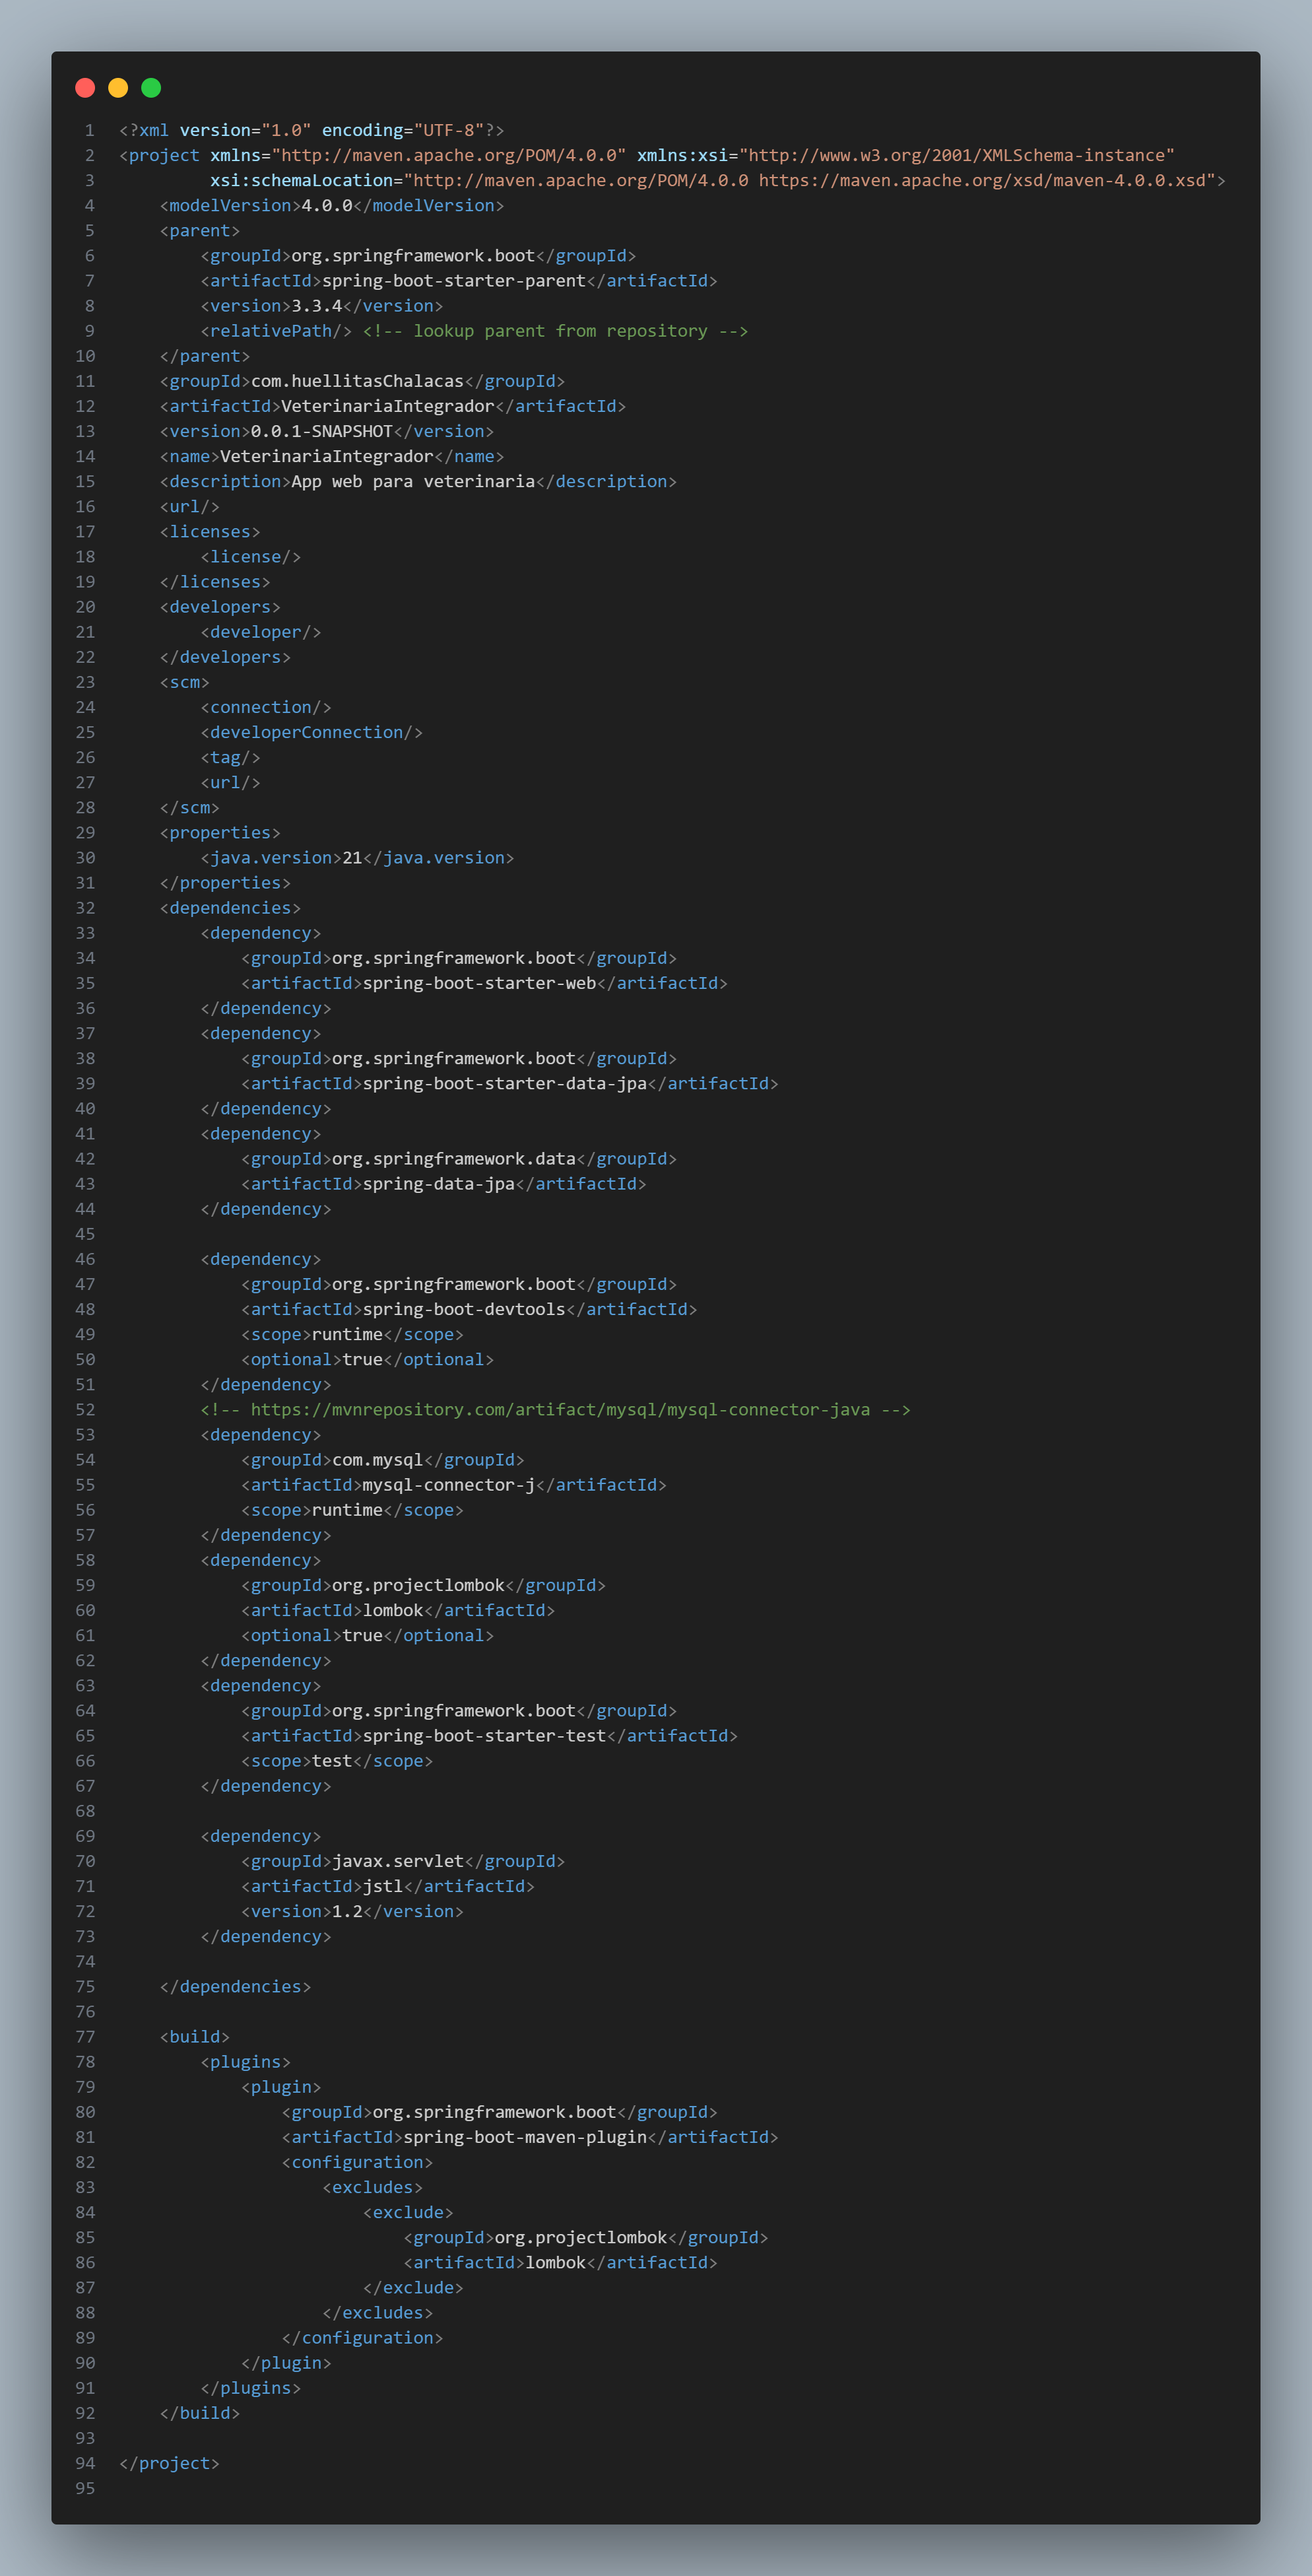 1 <?xml version="1.0" encoding="UTF-8"?>
2 <project xmlns="http://maven.apache.org/POM/4.0.0" xmlns:xsi="http://www.w3.org/2001/XMLSchema-instance"
3          xsi:schemaLocation="http://maven.apache.org/POM/4.0.0 https://maven.apache.org/xsd/maven-4.0.0.xsd">
4     <modelVersion>4.0.0</modelVersion>
5     <parent>
6         <groupId>org.springframework.boot</groupId>
7         <artifactId>spring-boot-starter-parent</artifactId>
8         <version>3.3.4</version>
9         <relativePath/> <!-- lookup parent from repository -->
10     </parent>
11     <groupId>com.huellitasChalacas</groupId>
12     <artifactId>VeterinariaIntegrador</artifactId>
13     <version>0.0.1-SNAPSHOT</version>
14     <name>VeterinariaIntegrador</name>
15     <description>App web para veterinaria</description>
16     <url/>
17     <licenses>
18         <license/>
19     </licenses>
20     <developers>
21         <developer/>
22     </developers>
23     <scm>
24         <connection/>
25         <developerConnection/>
26         <tag/>
27         <url/>
28     </scm>
29     <properties>
30         <java.version>21</java.version>
31     </properties>
32     <dependencies>
33         <dependency>
34             <groupId>org.springframework.boot</groupId>
35             <artifactId>spring-boot-starter-web</artifactId>
36         </dependency>
37         <dependency>
38             <groupId>org.springframework.boot</groupId>
39             <artifactId>spring-boot-starter-data-jpa</artifactId>
40         </dependency>
41         <dependency>
42             <groupId>org.springframework.data</groupId>
43             <artifactId>spring-data-jpa</artifactId>
44         </dependency>
45
46         <dependency>
47             <groupId>org.springframework.boot</groupId>
48             <artifactId>spring-boot-devtools</artifactId>
49             <scope>runtime</scope>
50             <optional>true</optional>
51         </dependency>
52         <!-- https://mvnrepository.com/artifact/mysql/mysql-connector-java -->
53         <dependency>
54             <groupId>com.mysql</groupId>
55             <artifactId>mysql-connector-j</artifactId>
56             <scope>runtime</scope>
57         </dependency>
58         <dependency>
59             <groupId>org.projectlombok</groupId>
60             <artifactId>lombok</artifactId>
61             <optional>true</optional>
62         </dependency>
63         <dependency>
64             <groupId>org.springframework.boot</groupId>
65             <artifactId>spring-boot-starter-test</artifactId>
66             <scope>test</scope>
67         </dependency>
68
69         <dependency>
70             <groupId>javax.servlet</groupId>
71             <artifactId>jstl</artifactId>
72             <version>1.2</version>
73         </dependency>
74
75     </dependencies>
76
77     <build>
78         <plugins>
79             <plugin>
80                 <groupId>org.springframework.boot</groupId>
81                 <artifactId>spring-boot-maven-plugin</artifactId>
82                 <configuration>
83                     <excludes>
84                         <exclude>
85                             <groupId>org.projectlombok</groupId>
86                             <artifactId>lombok</artifactId>
87                         </exclude>
88                     </excludes>
89                 </configuration>
90             </plugin>
91         </plugins>
92     </build>
93
94 </project>
95